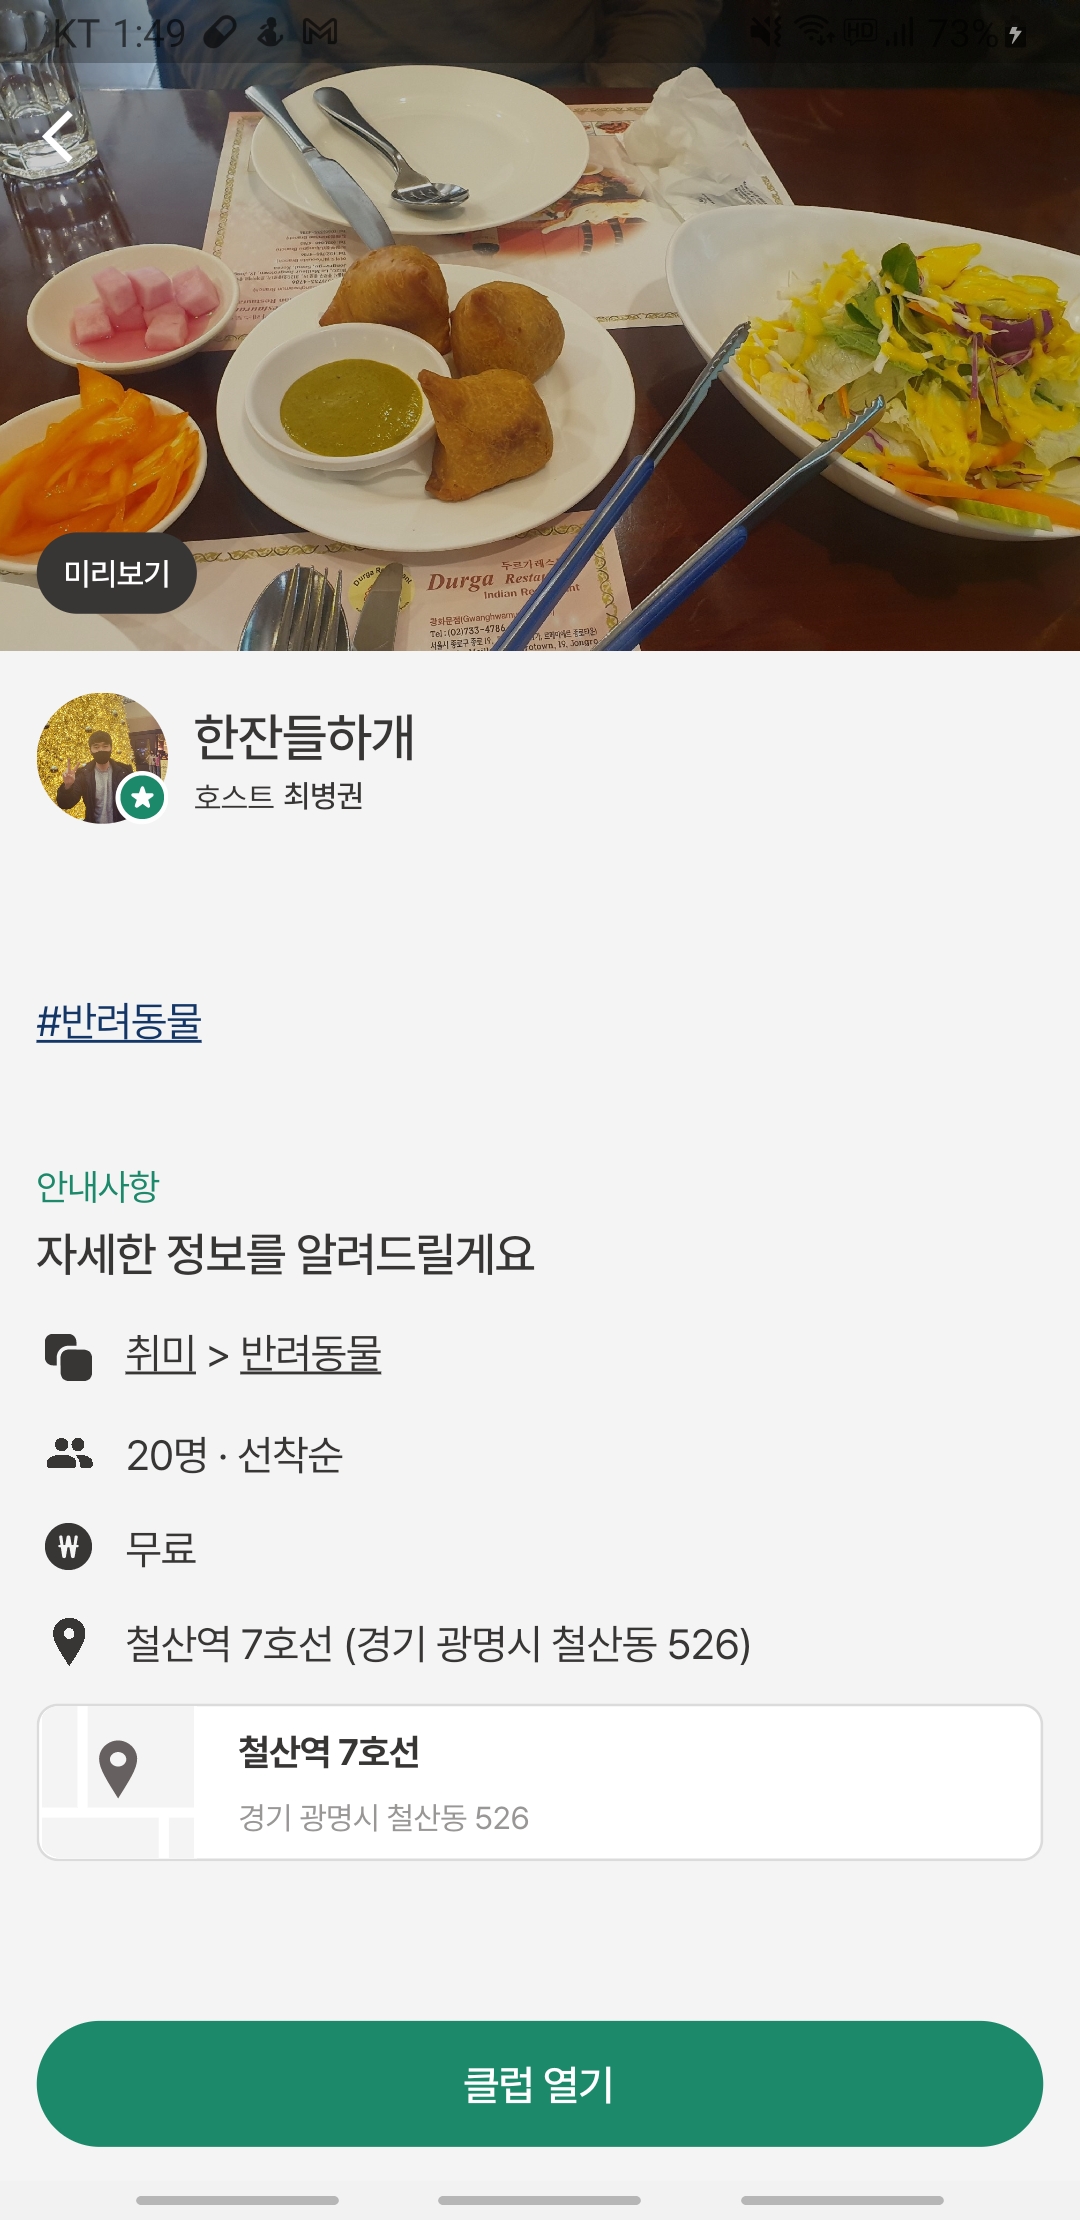 KT 1:49
HD
73%
미리보기
Durga
두르가 레스
Indian Restaurant
Tel:(02)733-4786
한잔들하개
호스트 최병권
#반려동물
안내사항
자세한 정보를 알려드릴게요
취미 > 반려동물
20명 · 선착순
무료
철산역 7호선 (경기 광명시 철산동 526)
철산역 7호선
경기 광명시 철산동 526
클럽 열기